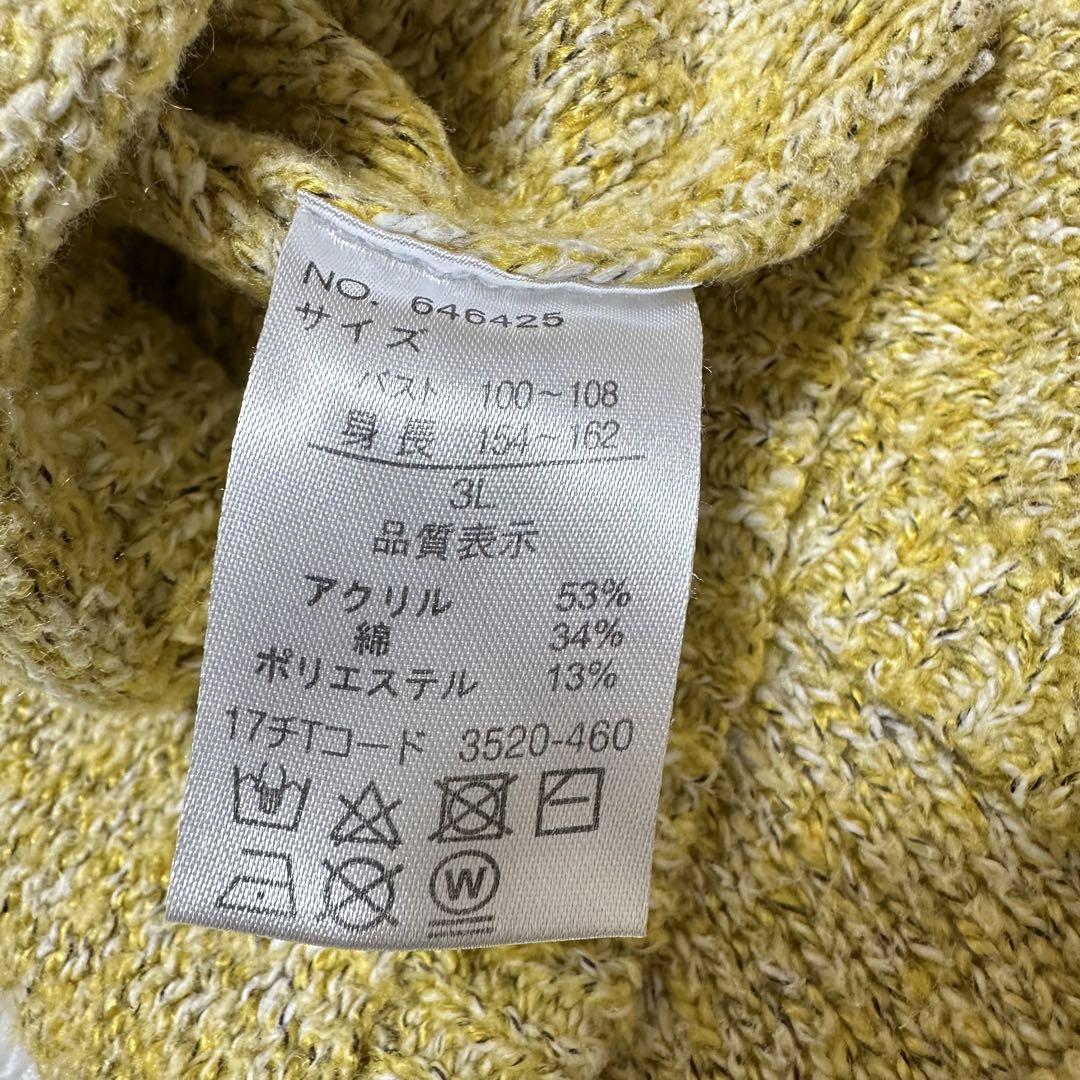 NO. 646425
サイズ
バスト 100~108
身長 154~162
3L
品質表示
アクリル 53%
綿 34%
ポリエステル 13%
17チTコード 3520-460
W